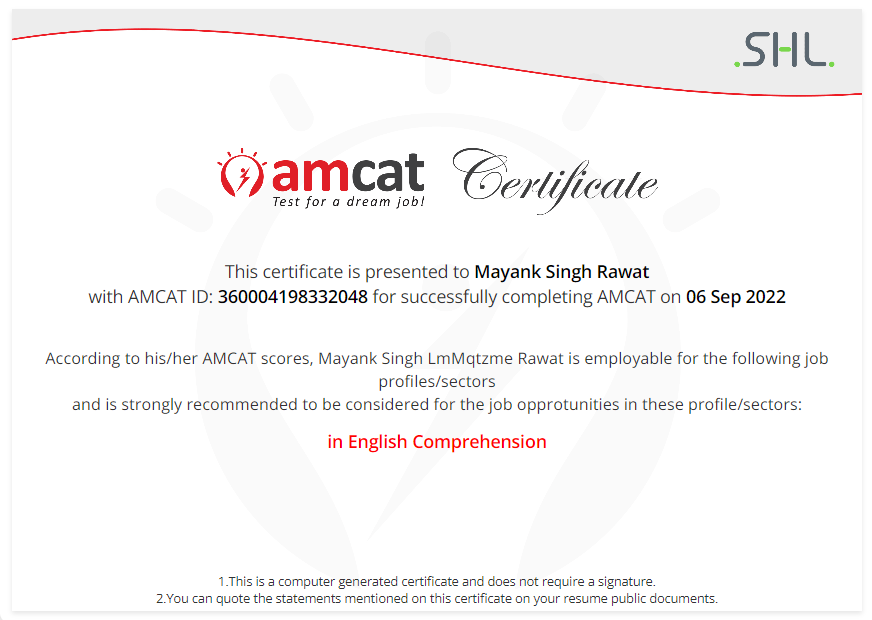 .SHL.
amcat Certificate
Test for a dream job!
This certificate is presented to Mayank Singh Rawat
with AMCAT ID: 360004198332048 for successfully completing AMCAT on 06 Sep 2022
According to his/her AMCAT scores, Mayank Singh LmMqtzme Rawat is employable for the following job
profiles/sectors
and is strongly recommended to be considered for the job opprotunities in these profile/sectors:
in English Comprehension
1.This is a computer generated certificate and does not require a signature.
2.You can quote the statements mentioned on this certificate on your resume public documents.